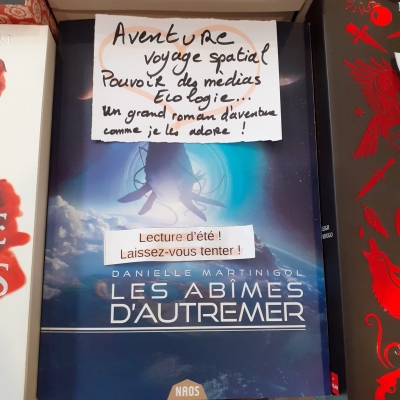 Aventure
voyage spatial
Pouvoir des médias
Ecologie...
Un grand roman d'aventure
comme je les adore !
Lecture d'été !
Laissez-vous tenter !
DANIELLE MARTINIGOL
LES ABÎMES
D'AUTREMER
NAOS